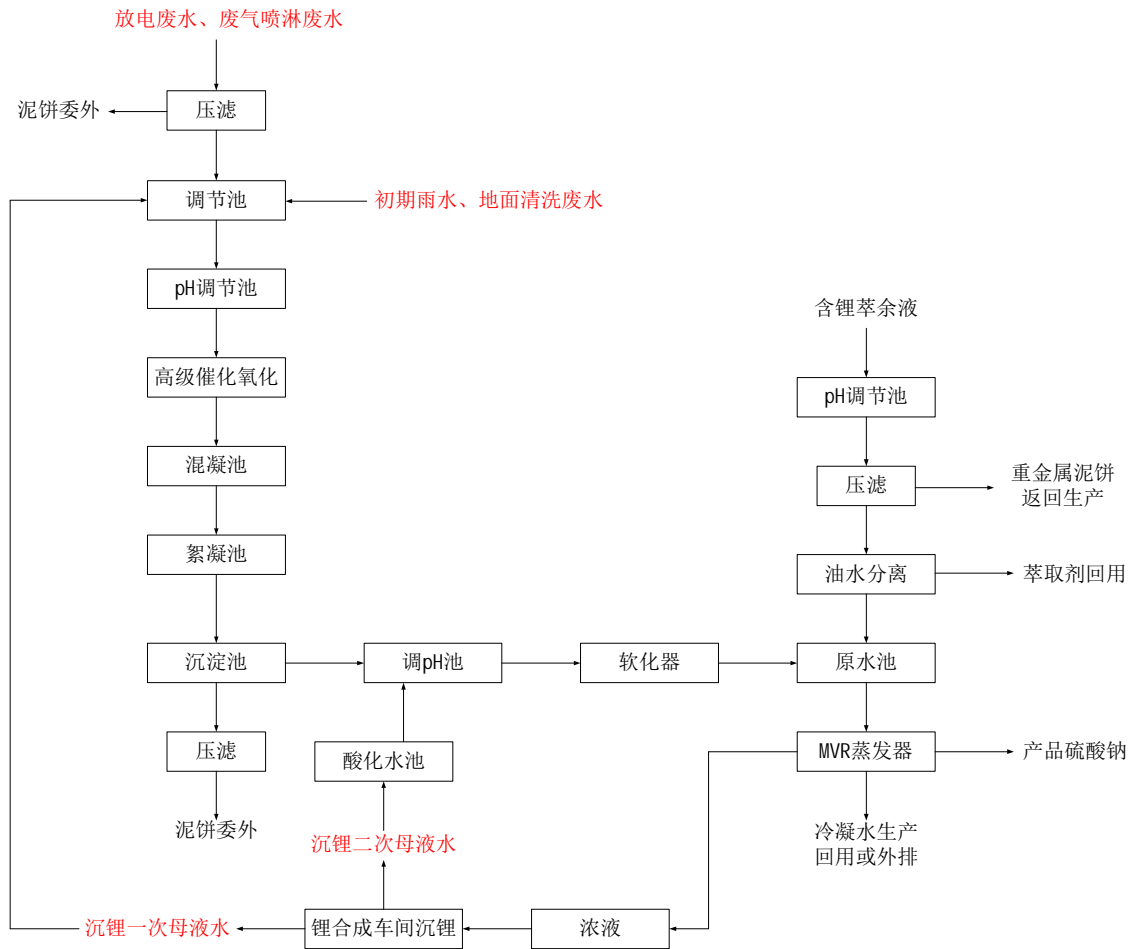 放电废水、废气喷淋废水
泥饼委外
压滤
调节池
初期雨水、地面清洗废水
pH调节池
含锂萃余液
高级催化氧化
pH调节池
混凝池
压滤
重金属泥饼
返回生产
絮凝池
油水分离
萃取剂回用
沉淀池
调pH池
软化器
原水池
压滤
酸化水池
MVR蒸发器
产品硫酸钠
泥饼委外
沉锂二次母液水
冷凝水生产
回用或外排
沉锂一次母液水
锂合成车间沉锂
浓液